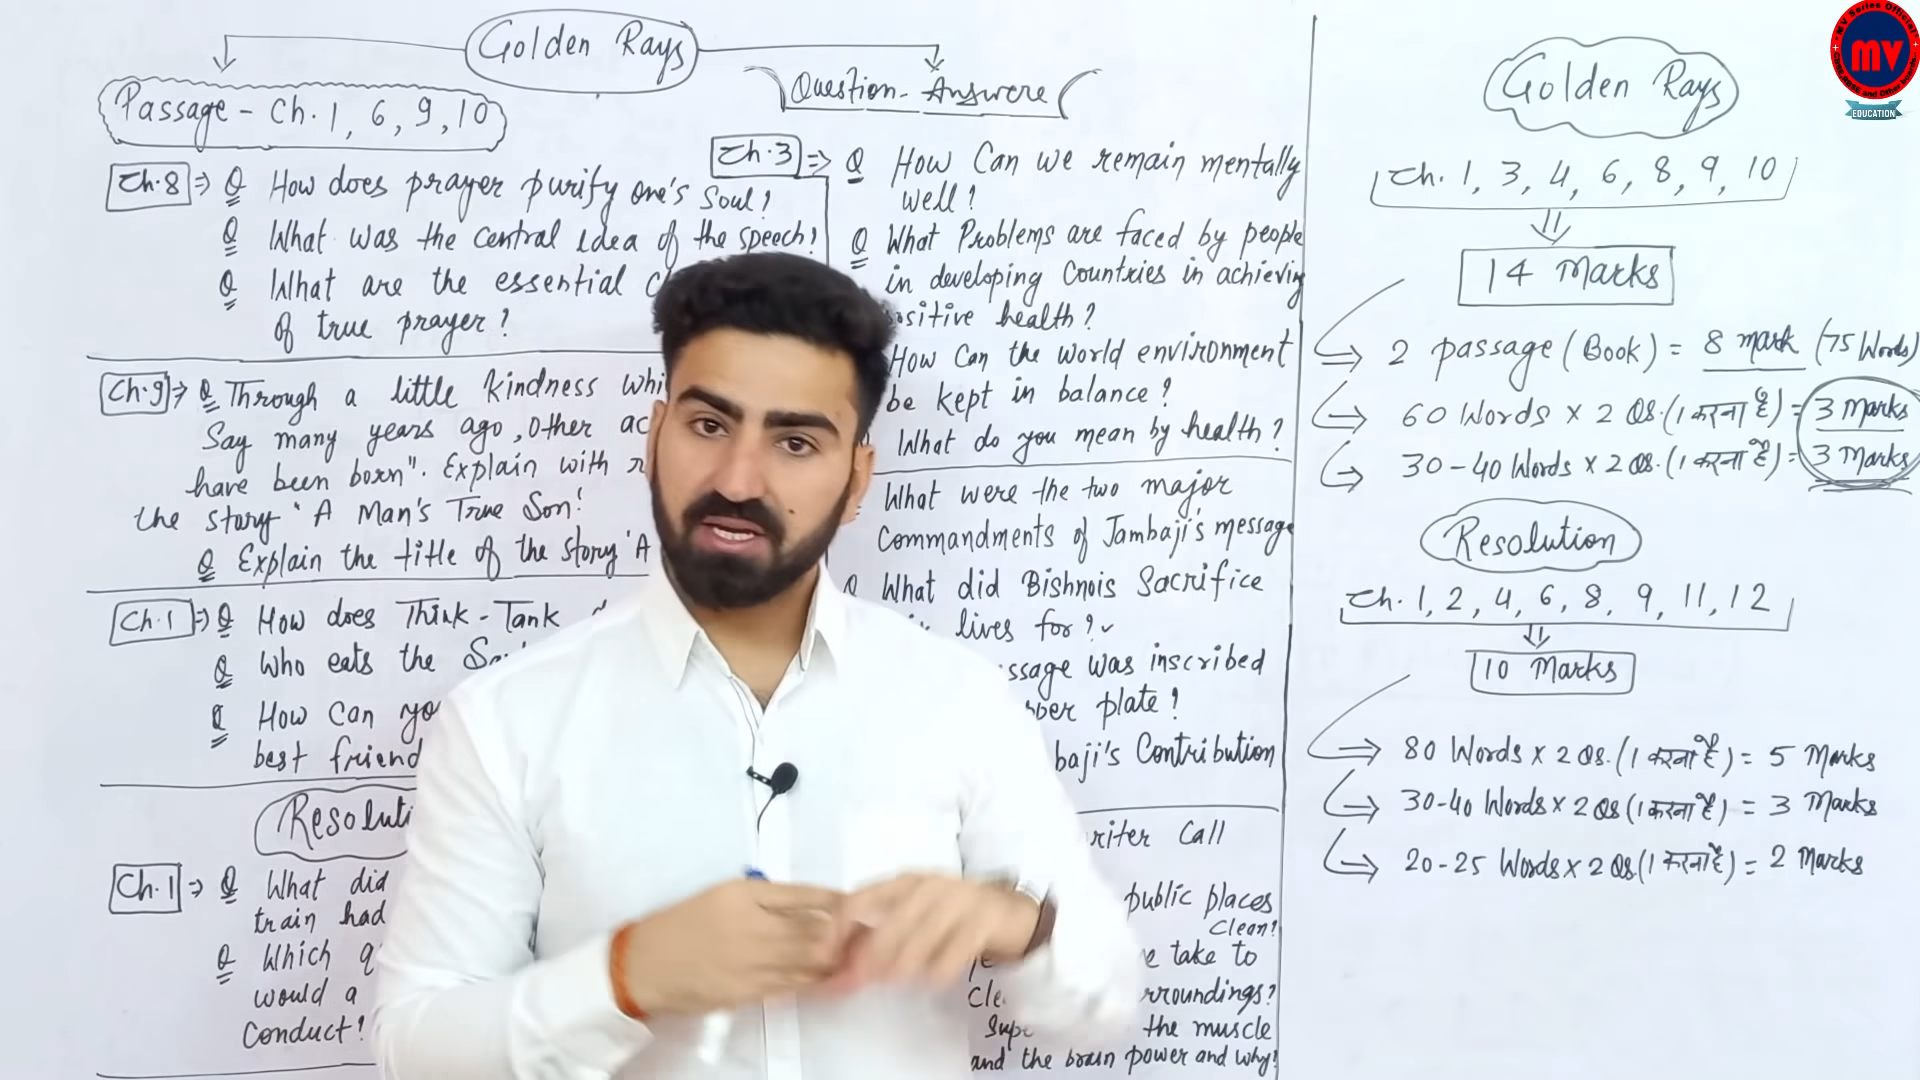 Golden Rays
Passage - Ch. 1, 6, 9, 10
Question - Answere
Ch.8 => Q How does prayer purify one's soul?
Q What was the central idea of the speech?
Q What are the essential
of true prayer?
Ch.9 => Q Through a little kindness
Say many years ago, other
have been born". Explain with
the story "A Man's True Son!
Q Explain the title of the story 'A
Ch.1 => Q How does Think-Tank
Q Who eats the
Q How Can
best friend
Resoluti
Ch.1 => Q What did
train had
Q Which
would a
Conduct?
Ch.3 => Q How Can we remain mentally
well?
Q What Problems are faced by people
in developing Countries in achieving
positive health?
How Can the world environment
be kept in balance?
What do you mean by health?
What were the two major
Commandments of Jambaji's message
Q What did Bishnois Sacrifice
lives for?
ssage was inscribed
plate?
baji's Contribution
riter Call
public places
Clean?
take to
rroundings?
the muscle
and the brain power and why?
Golden Rays
Ch. 1, 3, 4, 6, 8, 9, 10
14 Marks
2 passage (Book) = 8 mark (75 Words)
60 Words x 2 Qs. (1 करना है) = 3 Marks
30-40 Words x 2 Qs. (1 करना है) = 3 Marks
Resolution
Ch. 1, 2, 4, 6, 8, 9, 11, 12
10 Marks
80 Words x 2 Qs. (1 करना है) = 5 Marks
30-40 Words x 2 Qs (1 करना है) = 3 Marks
20-25 Words x 2 Qs. (1 करना है) = 2 Marks
MV Series Official
MV
EDUCATION